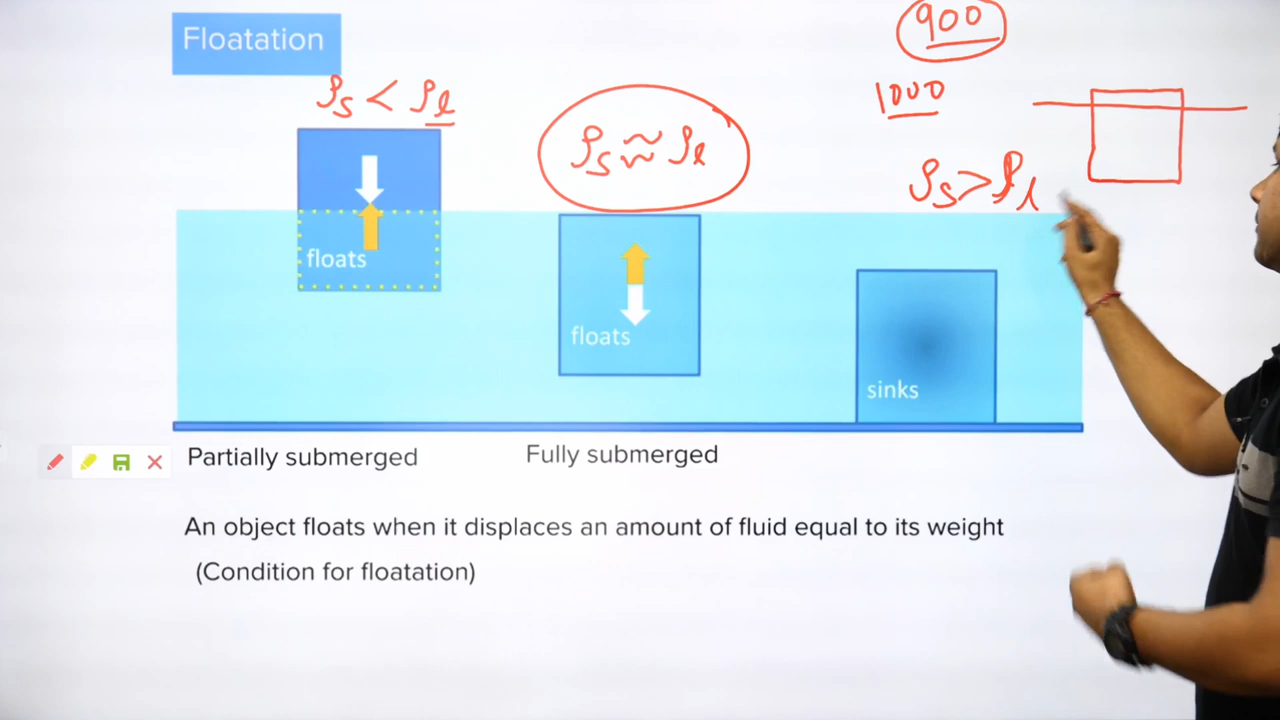 Floatation
900
1000
ρs < ρl
ρs ≈ ρl
ρs > ρl
floats
floats
sinks
Partially submerged
Fully submerged
An object floats when it displaces an amount of fluid equal to its weight
(Condition for floatation)